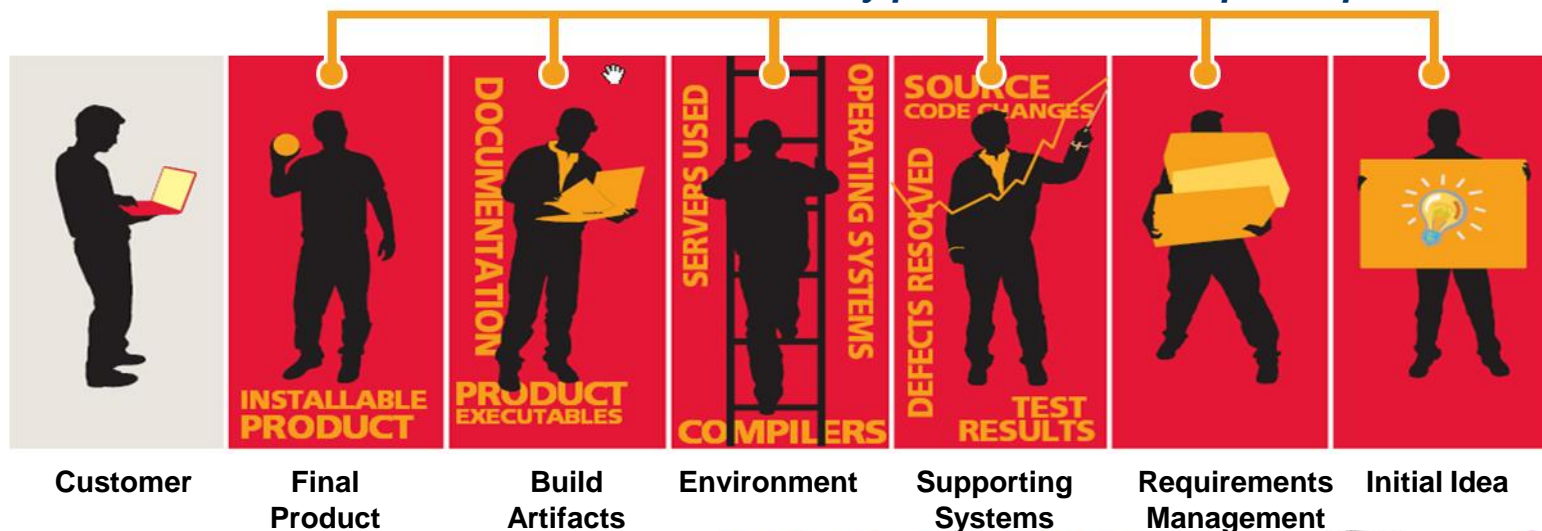 DOCUMENTATION
SERVERS USED
OPERATING SYSTEMS
SOURCE
CODE CHANGES
DEFECTS RESOLVED
INSTALLABLE
PRODUCT
PRODUCT
EXECUTABLES
COMPILERS
TEST
RESULTS
Customer
Final
Product
Build
Artifacts
Environment
Supporting
Systems
Requirements
Management
Initial Idea